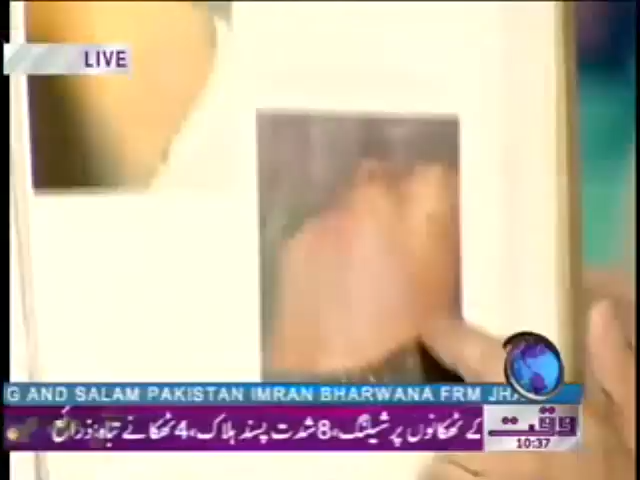 LIVE
G AND SALAM PAKISTAN IMRAN BHARWANA FRM JHA
کے ٹھکانوں پر شیلنگ، 8 شدت پسند ہلاک، 4 ٹھکانے تباہ: ذرائع
وقت
10:37